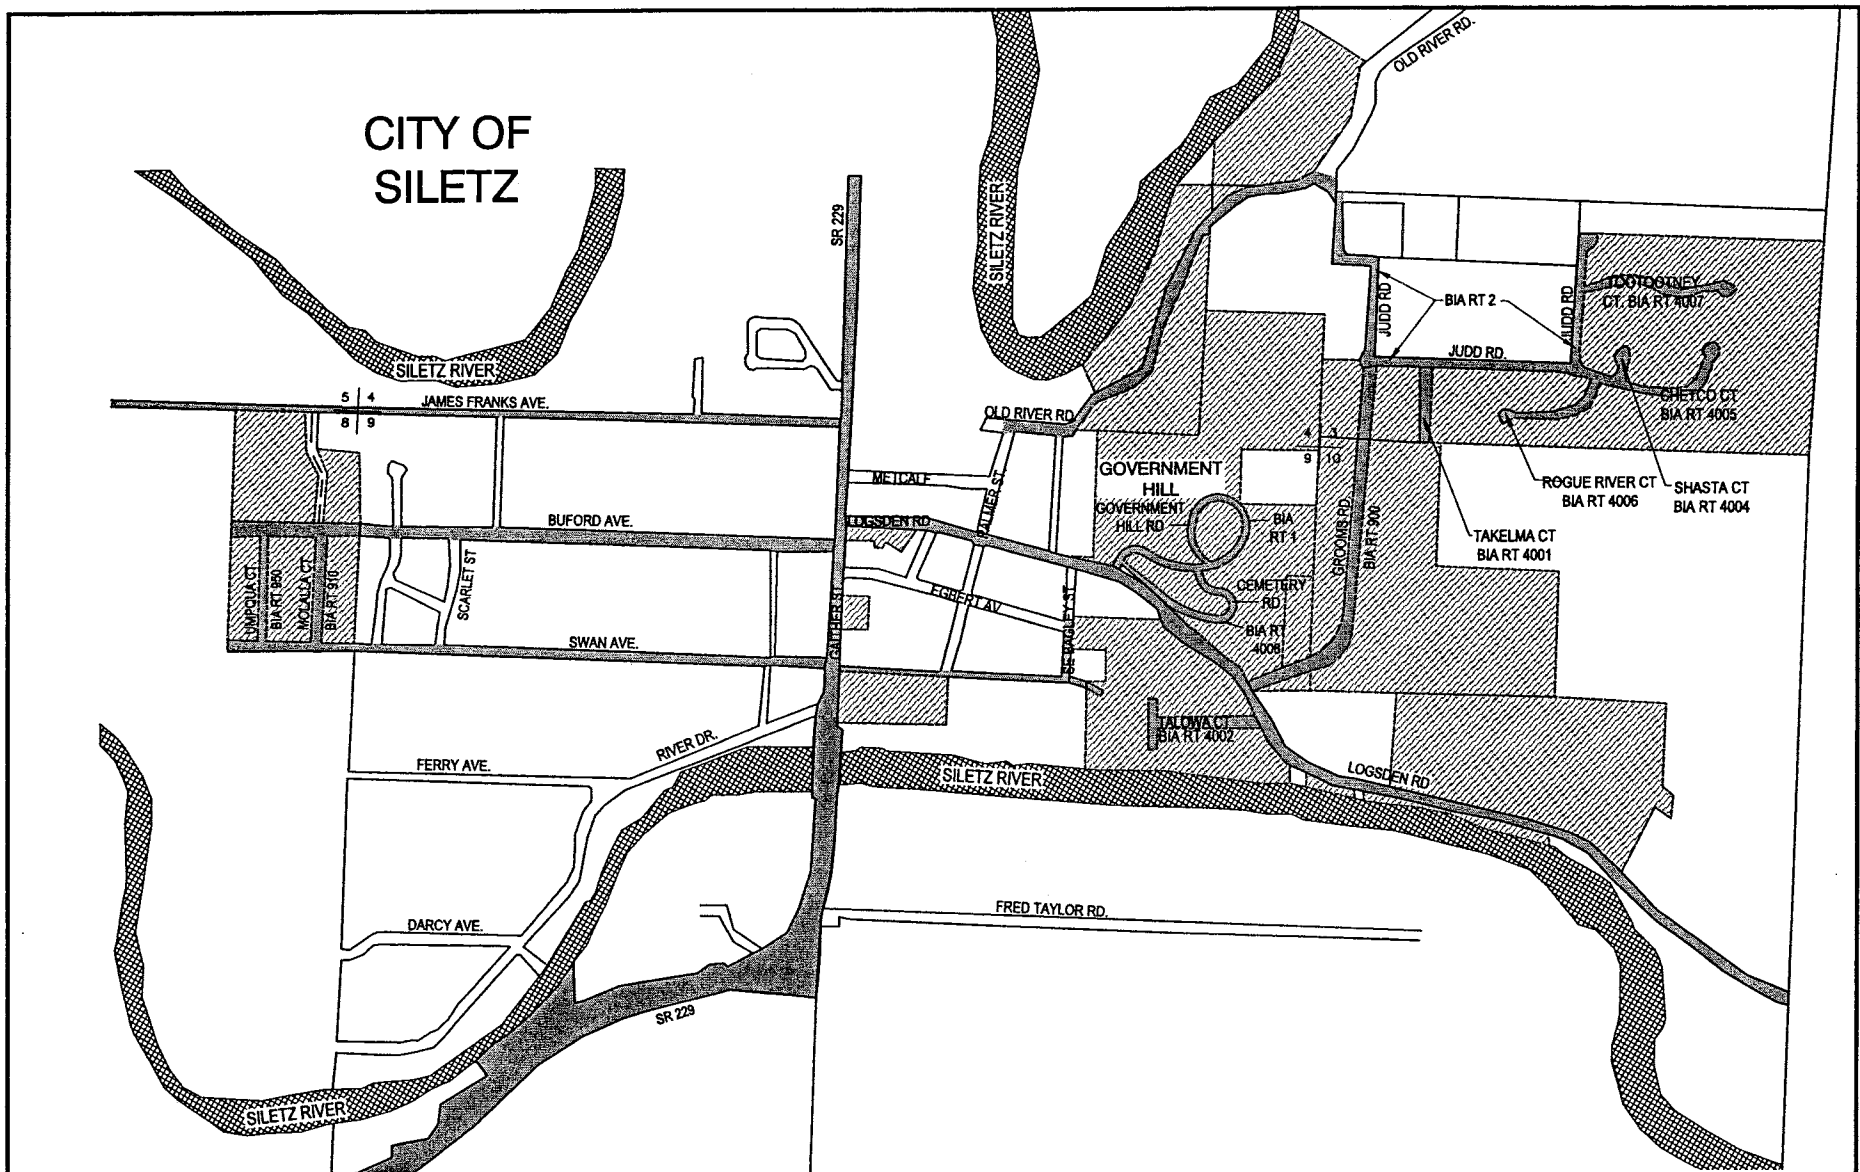 CITY OF
SILETZ
OLD RIVER RD.
SR 229
SILETZ RIVER
SILETZ RIVER
JAMES FRANKS AVE.
5 4
8 9
OLD RIVER RD.
JUDD RD
BIA RT 2
JUDD RD
JUDD RD.
TOOTOOTNEY
CT. BIA RT 4007
CHETCO CT
BIA RT 4005
ROGUE RIVER CT
BIA RT 4006
SHASTA CT
BIA RT 4004
TAKELMA CT
BIA RT 4001
4 3
9 10
GOVERNMENT
HILL
GOVERNMENT
HILL RD
BIA
RT 1
CEMETERY
RD
BIA RT
4008
GROOMS RD.
BIA RT 900
METCALF
LOGSDEN RD
PALMER ST
EGBERT AV
SE BAGLEY ST
BUFORD AVE.
UMPQUA CT.
BIA RT 950
MOLALLA CT.
BIA RT 910
SCARLET ST
SWAN AVE.
GAITHER ST
TALOWA CT
BIA RT 4002
RIVER DR.
FERRY AVE.
SILETZ RIVER
LOGSDEN RD
DARCY AVE.
FRED TAYLOR RD.
SR 229
SILETZ RIVER